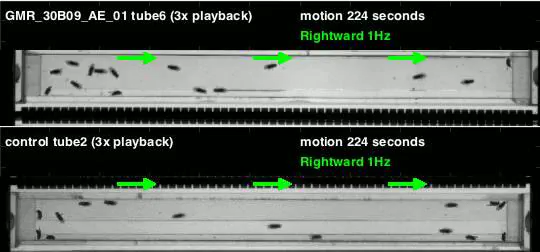 GMR_30B09_AE_01 tube6 (3x playback)
motion 224 seconds
Rightward 1Hz
control tube2 (3x playback)
motion 224 seconds
Rightward 1Hz